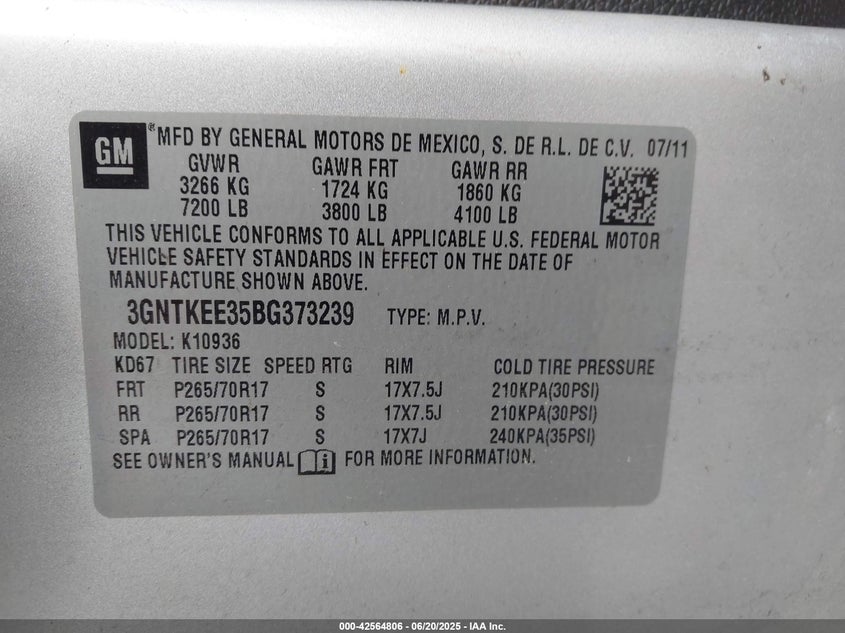 GM
® MFD BY GENERAL MOTORS DE MEXICO, S. DE R.L. DE C.V. 07/11
GVWR GAWR FRT GAWR RR
3266 KG 1724 KG 1860 KG
7200 LB 3800 LB 4100 LB
THIS VEHICLE CONFORMS TO ALL APPLICABLE U.S. FEDERAL MOTOR
VEHICLE SAFETY STANDARDS IN EFFECT ON THE DATE OF
MANUFACTURE SHOWN ABOVE.
3GNTKEE35BG373239 TYPE: M.P.V.
MODEL: K10936
KD67 TIRE SIZE SPEED RTG RIM COLD TIRE PRESSURE
FRT P265/70R17 S 17X7.5J 210KPA(30PSI)
RR P265/70R17 S 17X7.5J 210KPA(30PSI)
SPA P265/70R17 S 17X7J 240KPA(35PSI)
SEE OWNER'S MANUAL i FOR MORE INFORMATION.
000-42564806 - 06/20/2025 - IAA Inc.